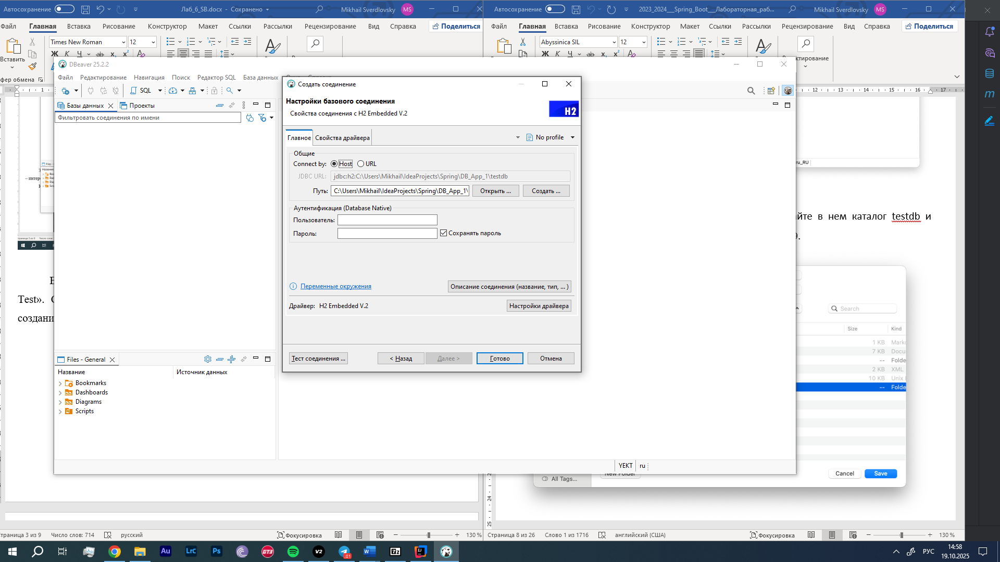 Автосохранение
Лаб_6_SB.docx - Сохранено
Mikhail Sverdlovsky
MS
Автосохранение
2023_2024___Spring_Boot___Лабораторная_раб...
Mikhail Sverdlovsky
MS
Файл Главная Вставка Рисование Конструктор Макет Ссылки Рассылки Рецензирование Вид Справка Поделиться
Файл Главная Вставка Рисование Конструктор Макет Ссылки Рассылки Рецензирование Вид Справка Поделиться
Times New Roman 12
Abyssinica SIL 12
Вставить
фер обмена
ктирование
DBeaver 25.2.2
Файл Редактирование Навигация Поиск Редактор SQL База данных
SQL
Базы данных
Проекты
Фильтровать соединения по имени
Создать соединение
Настройки базового соединения
Свойства соединения с H2 Embedded V.2
H2
Главное Свойства драйвера
No profile
Общие
Connect by: Host URL
JDBC URL: jdbc:h2:C:\Users\Mikhail\IdeaProjects\Spring\DB_App_1\testdb
Путь: C:\Users\Mikhail\IdeaProjects\Spring\DB_App_1\
Открыть ...
Создать ...
Аутентификация (Database Native)
Пользователь:
Пароль:
Сохранять пароль
Переменные окружения
Описание соединения (название, тип, ... )
Драйвер: H2 Embedded V.2
Настройки драйвера
Тест соединения ...
< Назад
Далее >
Готово
Отмена
Files - General
Название
Источник данных
Bookmarks
Dashboards
Diagrams
Scripts
YEKT
ru
ru_RU
йте в нем каталог testdb и
9.
Test».
создани
Search
Size
Kind
1 KB
7 KB
-- Folde
2 KB XML
10 KB Unix
-- Folde
New Folder
Cancel
Save
All Tags...
траница 3 из 9
Число слов: 714
русский
Фокусировка
130 %
Страница 8 из 26
Слово 1 из 1716
английский (США)
Фокусировка
130 %
Au
LrC
Ps
GT3
V2
.01
7z
РУС
14:58
19.10.2025